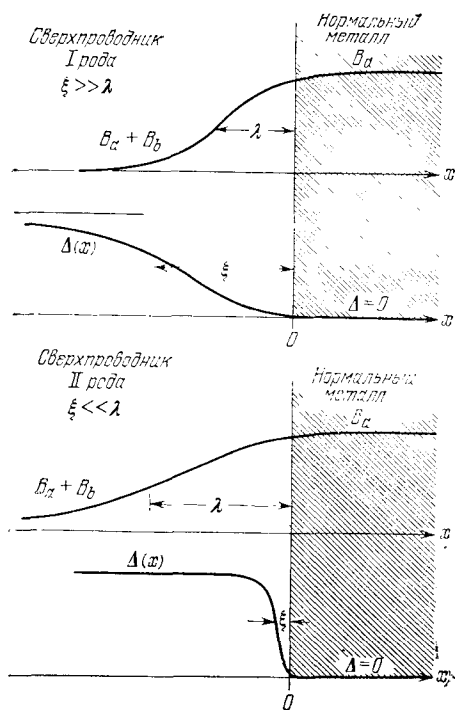 Сверхпроводник
I рода
ξ>>λ
Нормальный
металл
B_a
B_a + B_b
λ
x
Δ(x)
ξ
Δ=0
x
0
Сверхпроводник
II рода
ξ<<λ
Нормальный
металл
B_a
B_a + B_b
λ
x
Δ(x)
ξ
Δ=0
x
0